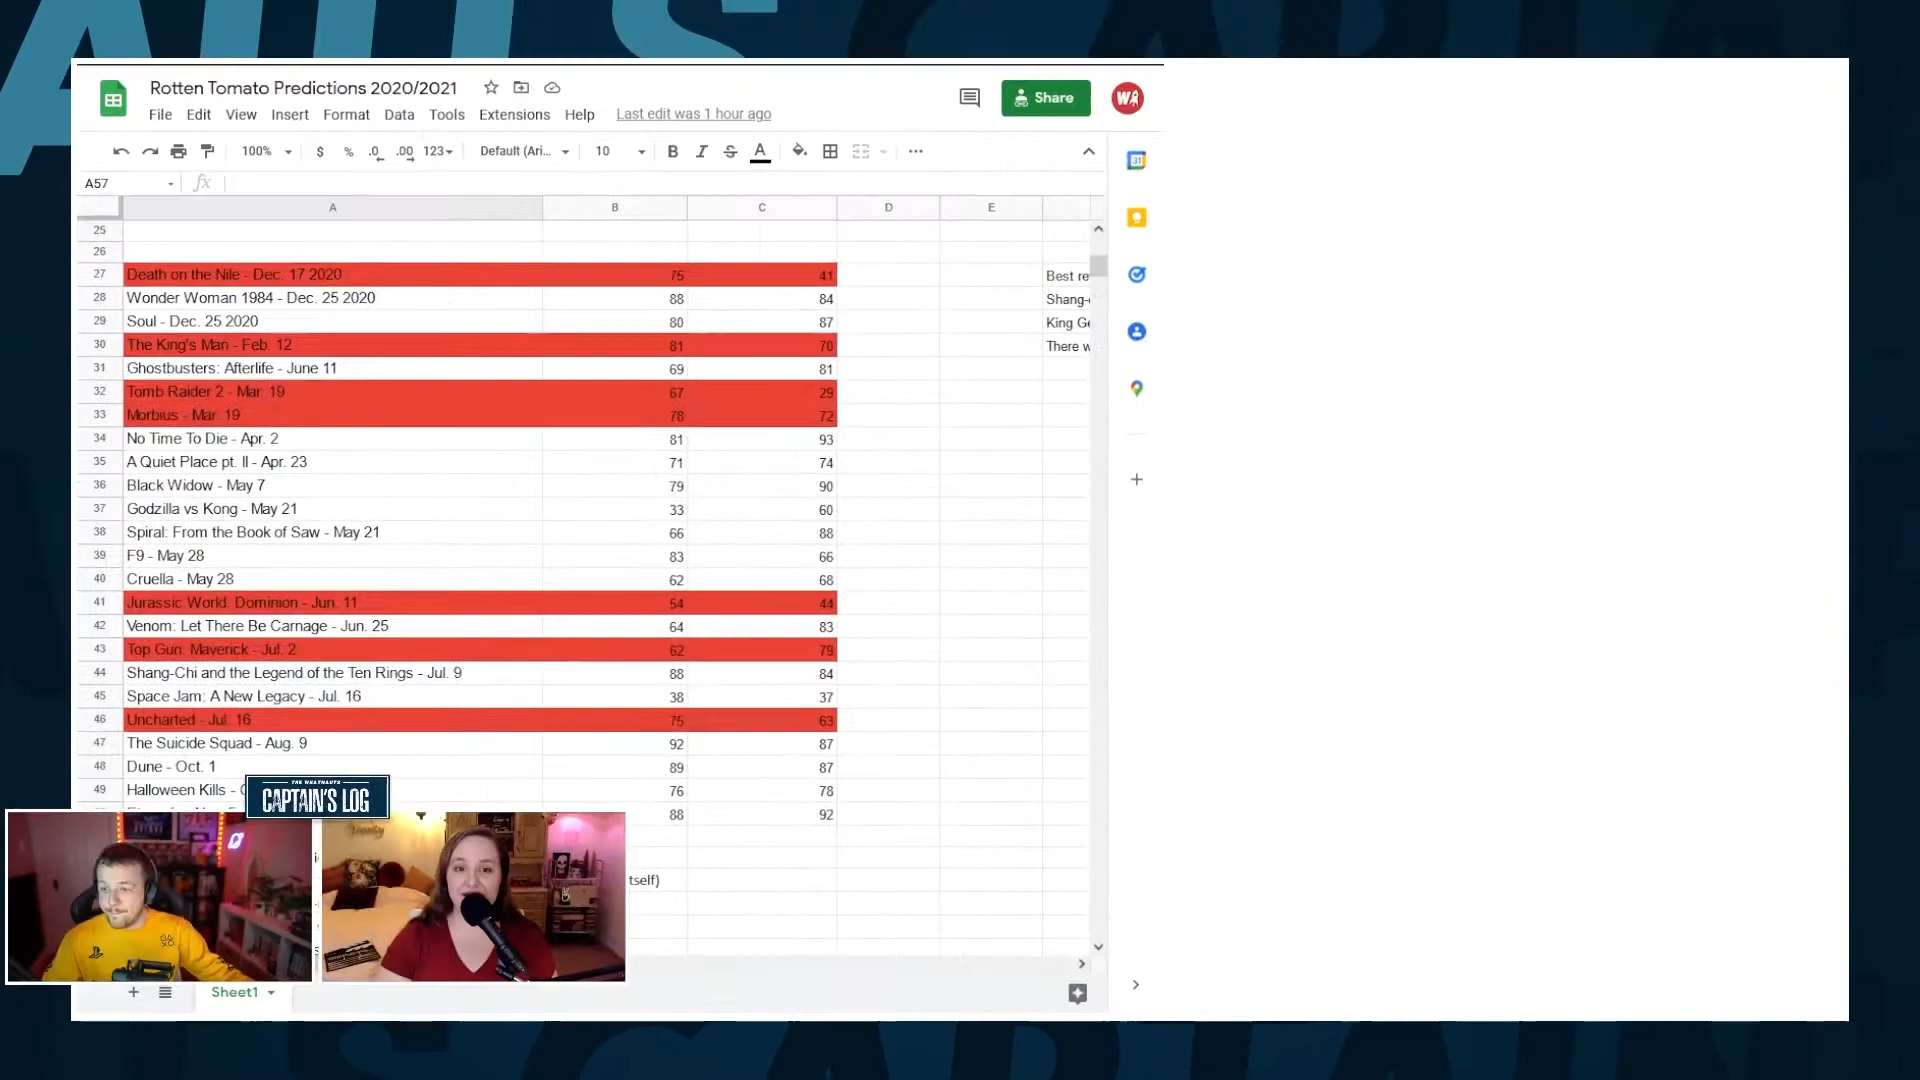 Rotten Tomato Predictions 2020/2021
Share
File Edit View Insert Format Data Tools Extensions Help Last edit was 1 hour ago
100% $ % .0 .00 123 Default (Ari... 10 B I S A
A57 fx
A B C D E
25
26
27 Death on the Nile - Dec. 17 2020 75 41 Best re
28 Wonder Woman 1984 - Dec. 25 2020 88 84 Shang-
29 Soul - Dec. 25 2020 80 87 King Ge
30 The King's Man - Feb. 12 81 70 There w
31 Ghostbusters: Afterlife - June 11 69 81
32 Tomb Raider 2 - Mar. 19 67 29
33 Morbius - Mar. 19 78 72
34 No Time To Die - Apr. 2 81 93
35 A Quiet Place pt. II - Apr. 23 71 74
36 Black Widow - May 7 79 90
37 Godzilla vs Kong - May 21 33 60
38 Spiral: From the Book of Saw - May 21 66 88
39 F9 - May 28 83 66
40 Cruella - May 28 62 68
41 Jurassic World: Dominion - Jun. 11 54 44
42 Venom: Let There Be Carnage - Jun. 25 64 83
43 Top Gun: Maverick - Jul. 2 62 79
44 Shang-Chi and the Legend of the Ten Rings - Jul. 9 88 84
45 Space Jam: A New Legacy - Jul. 16 38 37
46 Uncharted - Jul. 16 75 63
47 The Suicide Squad - Aug. 9 92 87
48 Dune - Oct. 1 89 87
49 Halloween Kills - 76 78
88 92
THE WHATNAUTS
CAPTAIN'S LOG
tself)
Sheet1